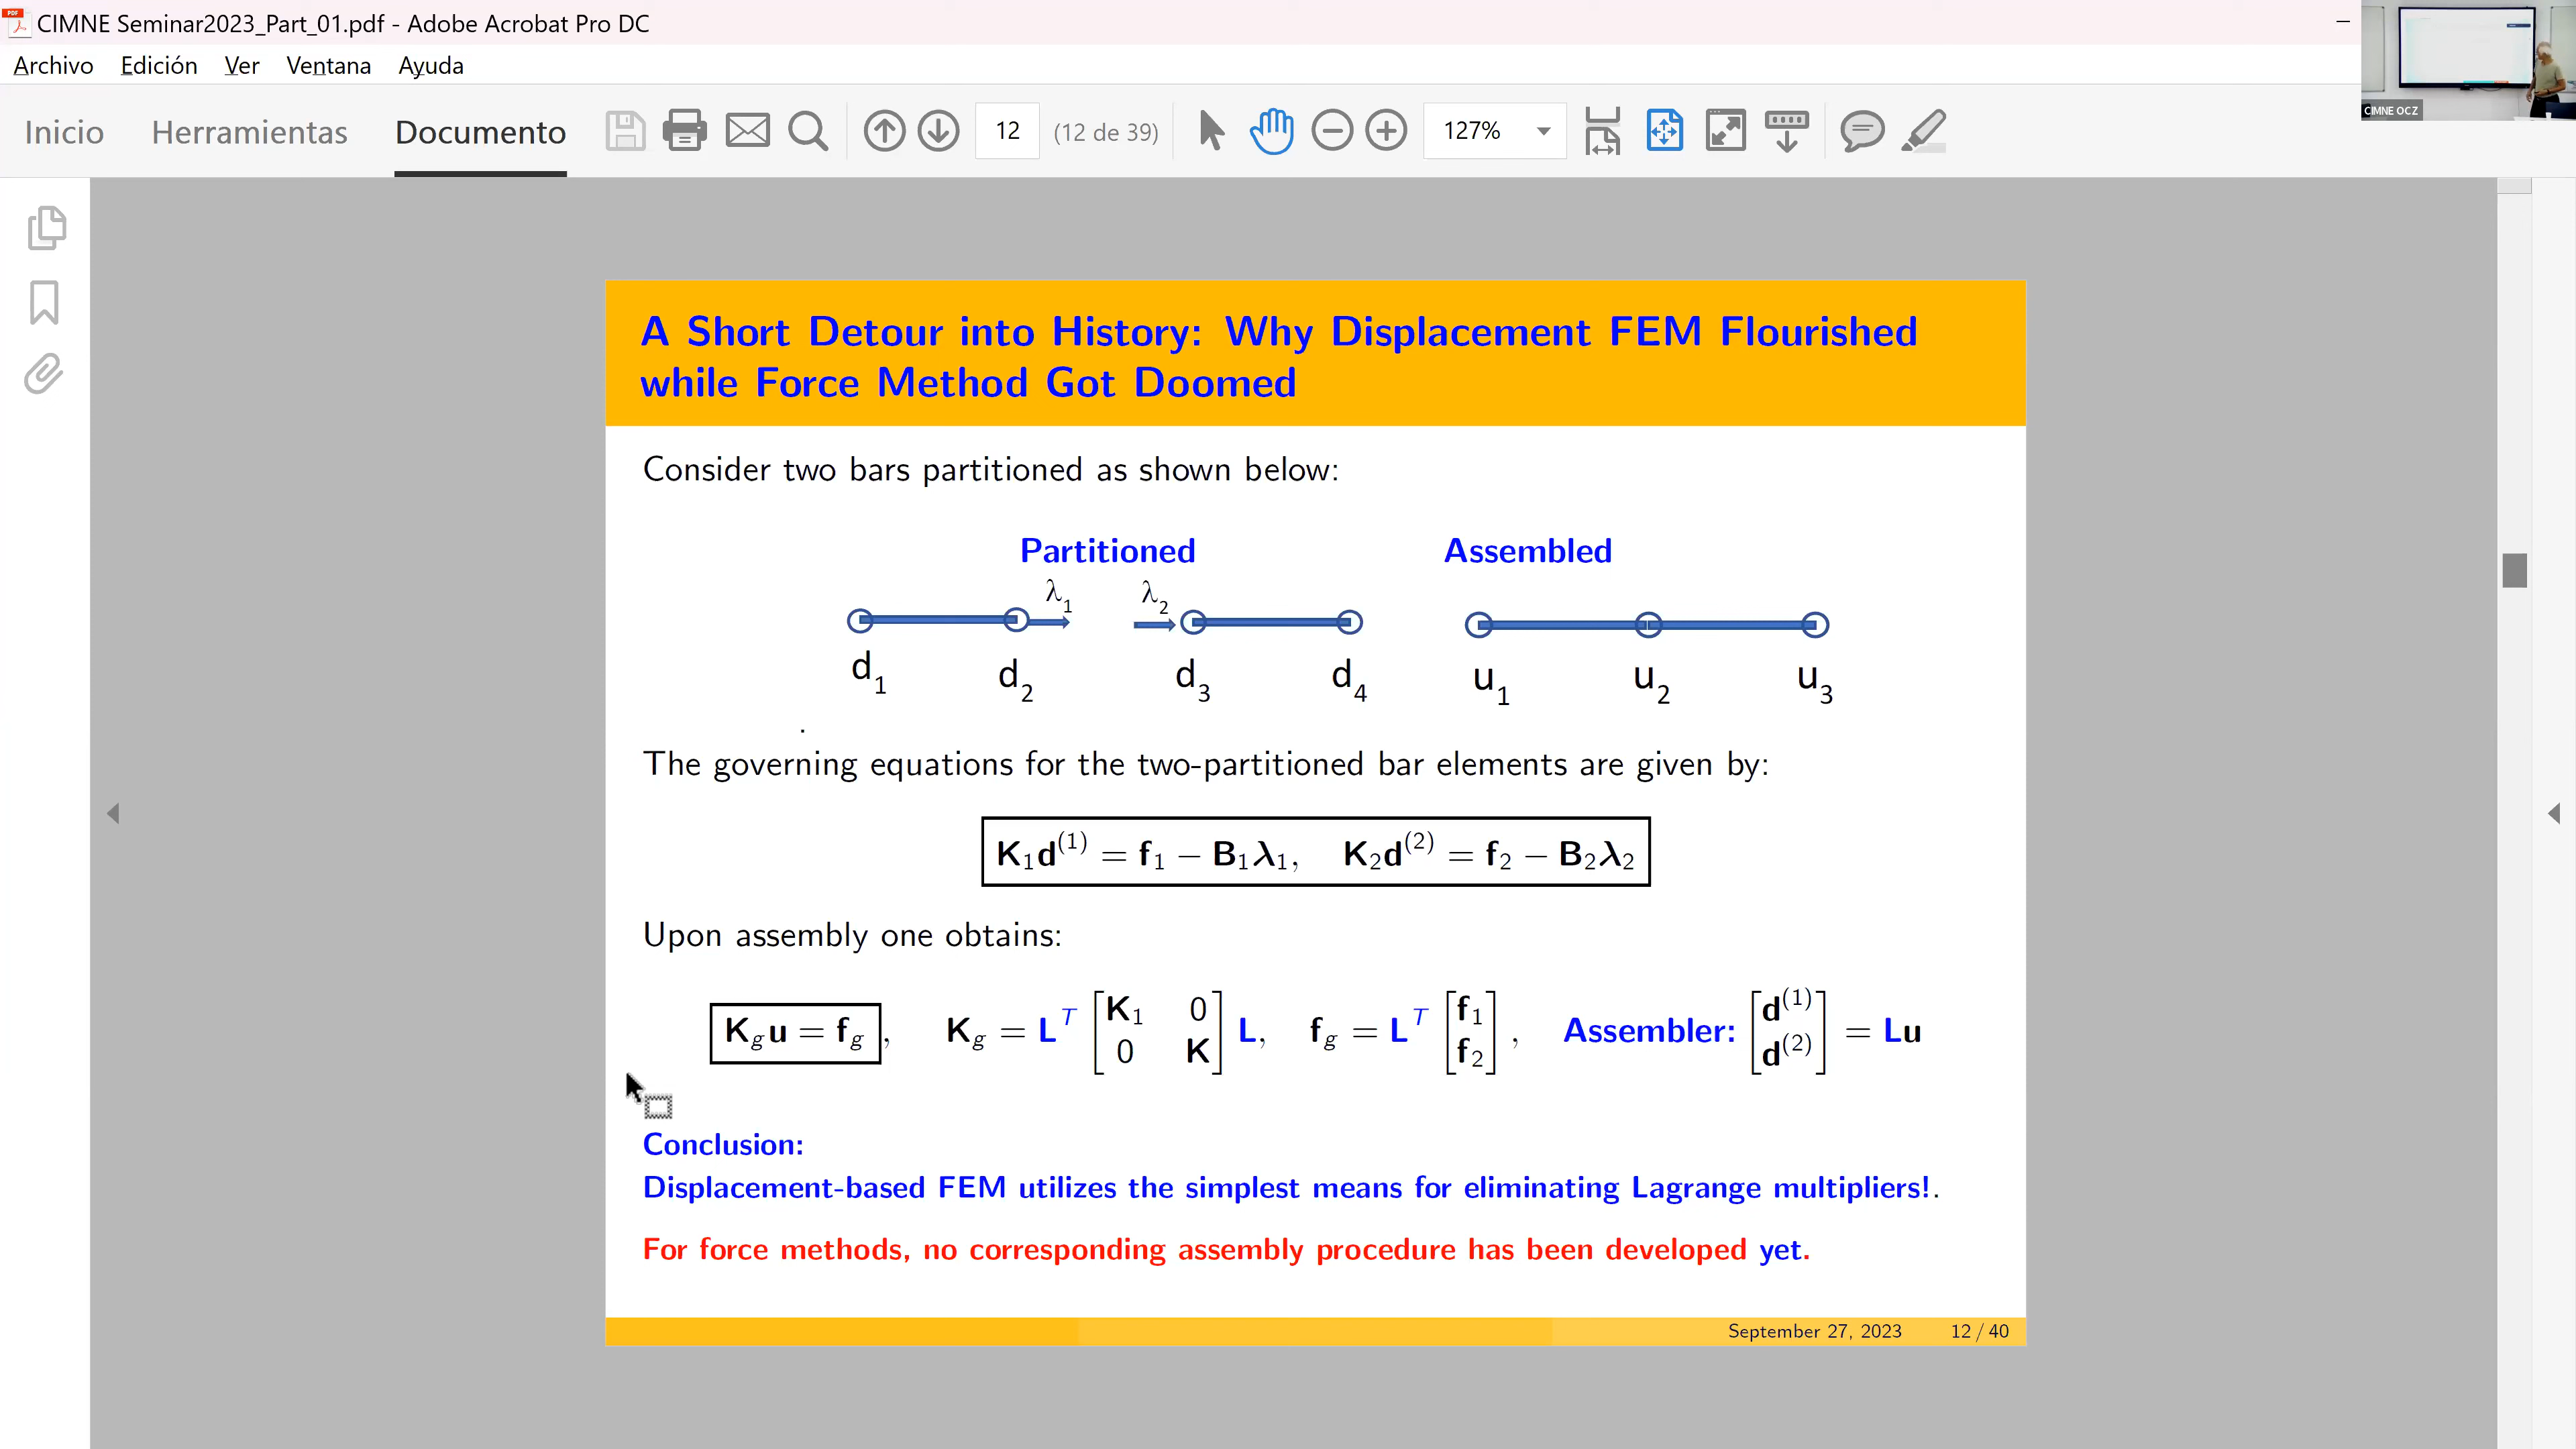 CIMNE Seminar2023_Part_01.pdf - Adobe Acrobat Pro DC
Archivo Edición Ver Ventana Ayuda
Inicio Herramientas Documento 12 (12 de 39) 127%
CIMNE OCZ
A Short Detour into History: Why Displacement FEM Flourished
while Force Method Got Doomed
Consider two bars partitioned as shown below:
Partitioned Assembled
λ₁ λ₂
d₁ d₂ d₃ d₄ u₁ u₂ u₃
.
The governing equations for the two-partitioned bar elements are given by:
K₁d⁽¹⁾ = f₁ − B₁λ₁, K₂d⁽²⁾ = f₂ − B₂λ₂
Upon assembly one obtains:
K_g u = f_g, K_g = Lᵀ [K₁ 0; 0 K] L, f_g = Lᵀ [f₁; f₂], Assembler: [d⁽¹⁾; d⁽²⁾] = Lu
Conclusion:
Displacement-based FEM utilizes the simplest means for eliminating Lagrange multipliers!.
For force methods, no corresponding assembly procedure has been developed yet.
September 27, 2023 12 / 40